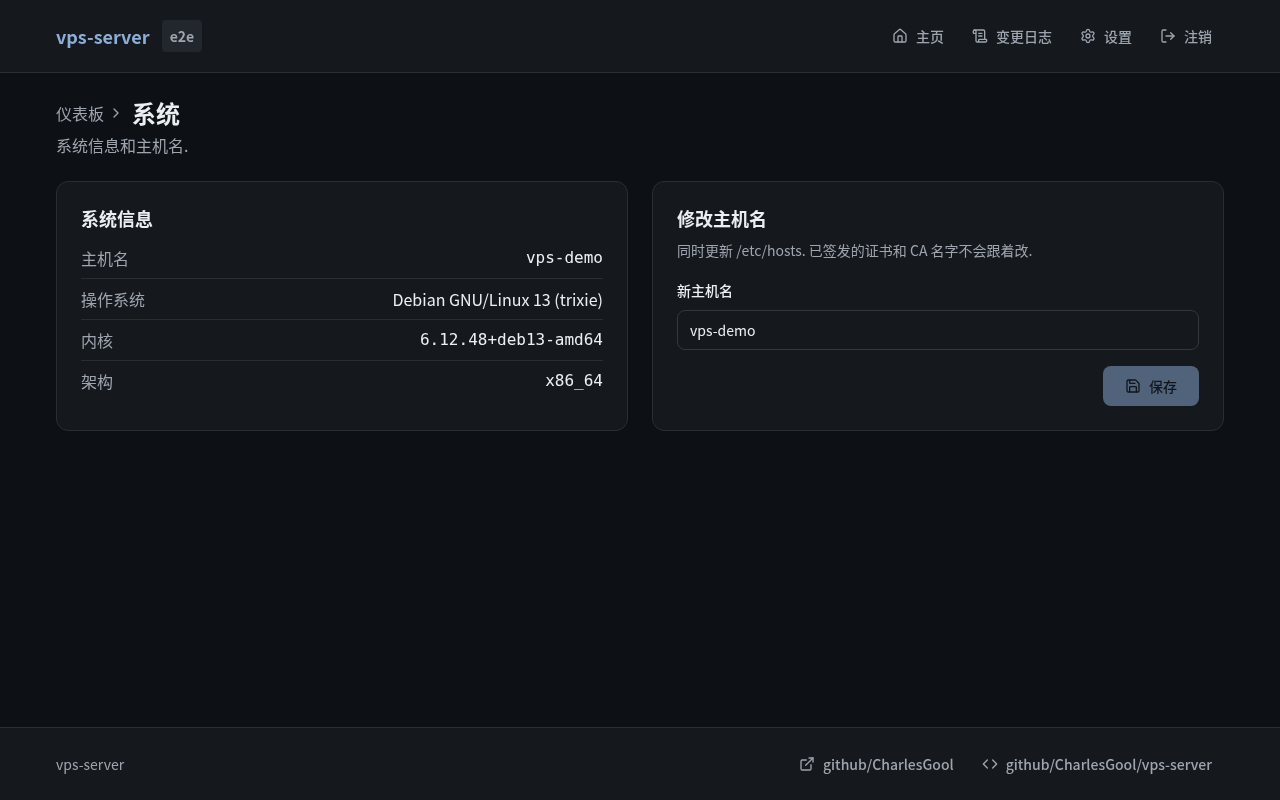 vps-server e2e 主页 变更日志 设置 注销
仪表板 系统
系统信息和主机名.
系统信息
主机名 vps-demo
操作系统 Debian GNU/Linux 13 (trixie)
内核 6.12.48+deb13-amd64
架构 x86_64
修改主机名
同时更新 /etc/hosts. 已签发的证书和 CA 名字不会跟着改.
新主机名
vps-demo
保存
vps-server github/CharlesGool github/CharlesGool/vps-server